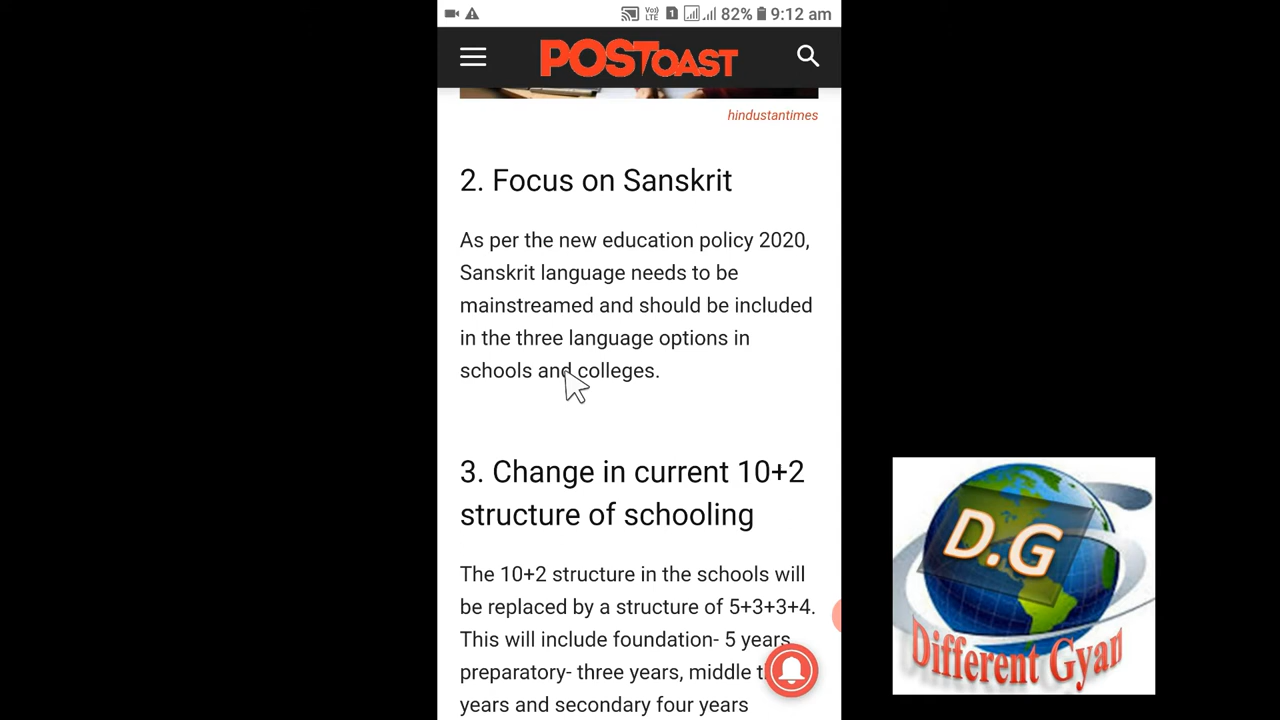 VoJ LTE 1 82% 9:12 am
POSTOAST
hindustantimes
2. Focus on Sanskrit
As per the new education policy 2020,
Sanskrit language needs to be
mainstreamed and should be included
in the three language options in
schools and colleges.
3. Change in current 10+2
structure of schooling
The 10+2 structure in the schools will
be replaced by a structure of 5+3+3+4.
This will include foundation- 5 years,
preparatory- three years, middle
years and secondary four years
D.G
Different Gyan